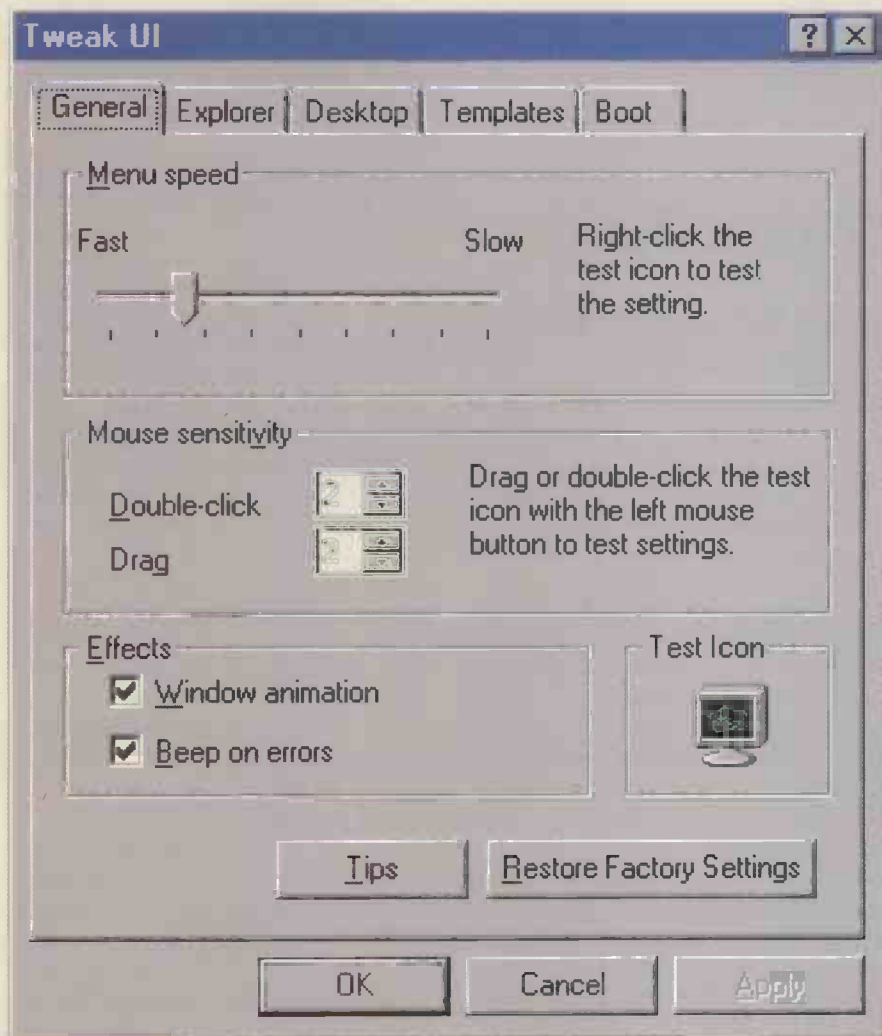 Tweak UI
General Explorer Desktop Templates Boot
Menu speed
Fast Slow
Right-click the
test icon to test
the setting.
Mouse sensitivity
Double-click 2
Drag 2
Drag or double-click the test
icon with the left mouse
button to test settings.
Effects
Window animation
Beep on errors
Test Icon
Tips Restore Factory Settings
OK Cancel Apply